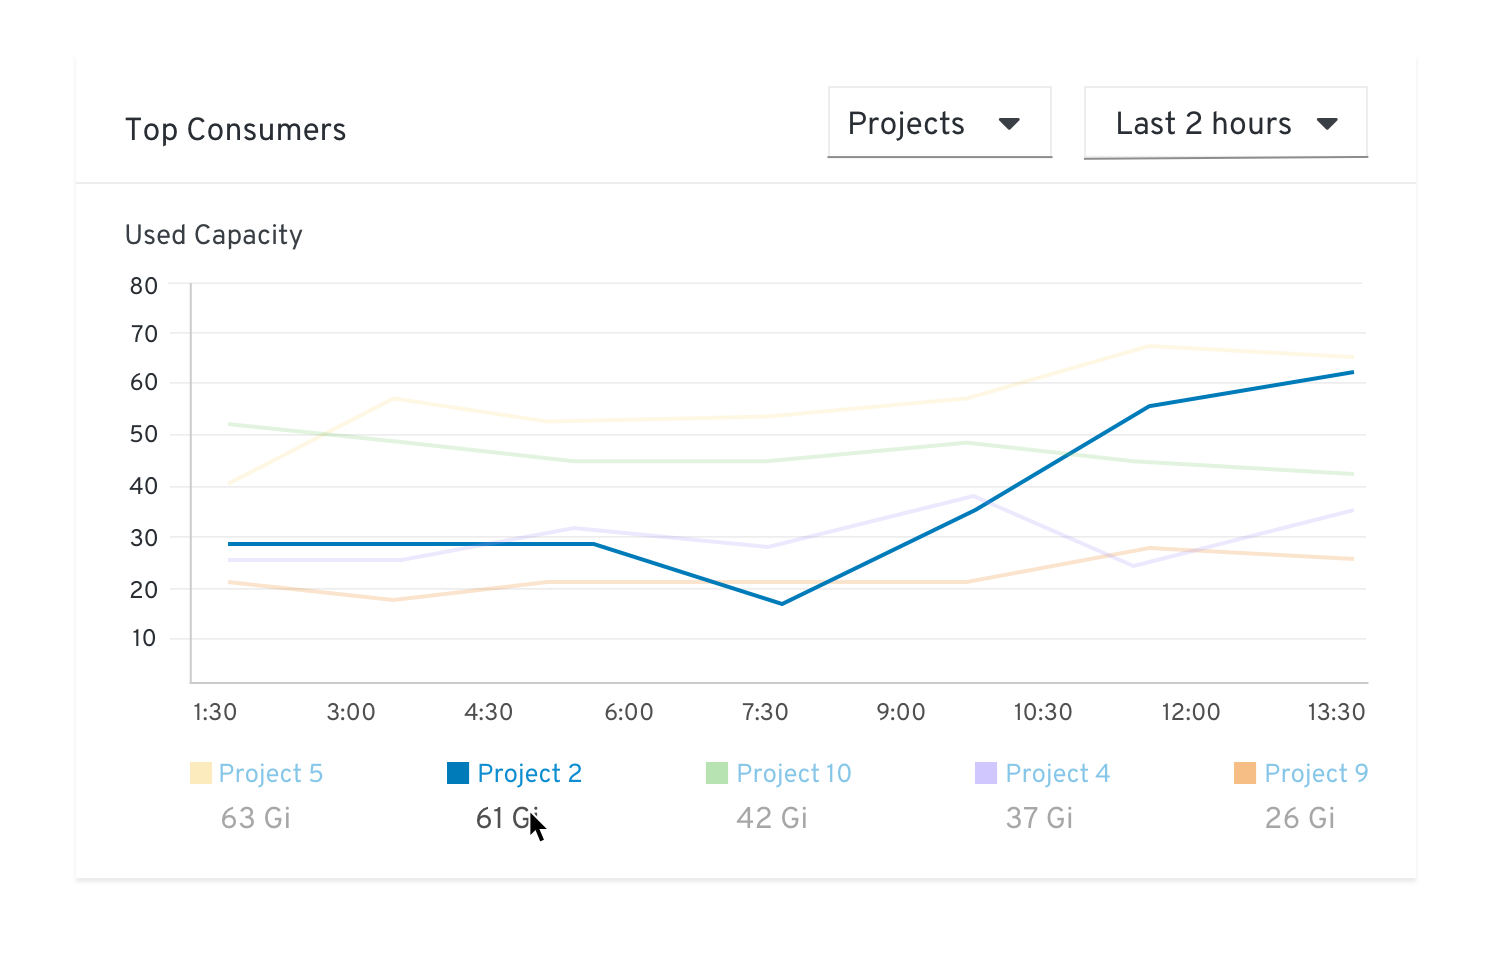 Top Consumers
Projects
Last 2 hours
Used Capacity
80
70
60
50
40
30
20
10
1:30 3:00 4:30 6:00 7:30 9:00 10:30 12:00 13:30
Project 5 Project 2 Project 10 Project 4 Project 9
63 Gi 61 Gi 42 Gi 37 Gi 26 Gi